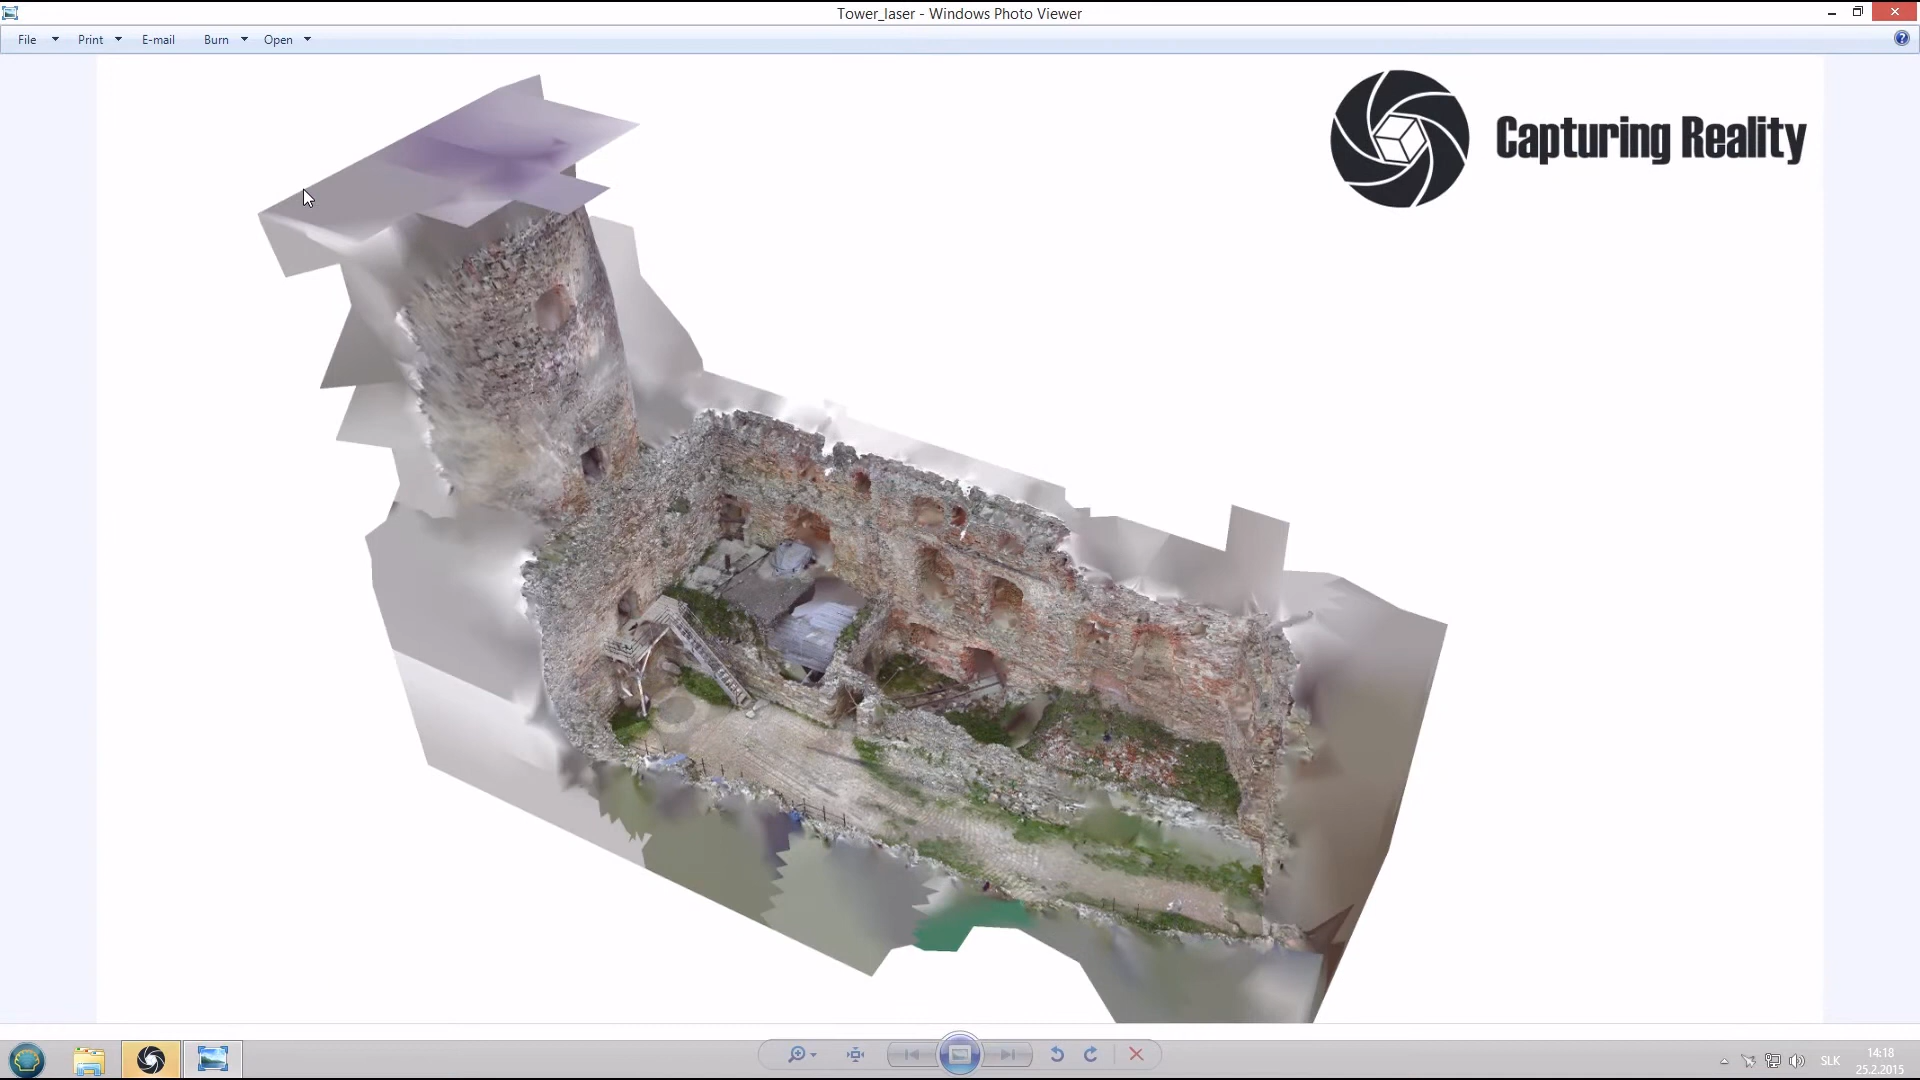 Tower_laser - Windows Photo Viewer
File Print E-mail Burn Open
Capturing Reality
SLK
14:18
25.2.2015